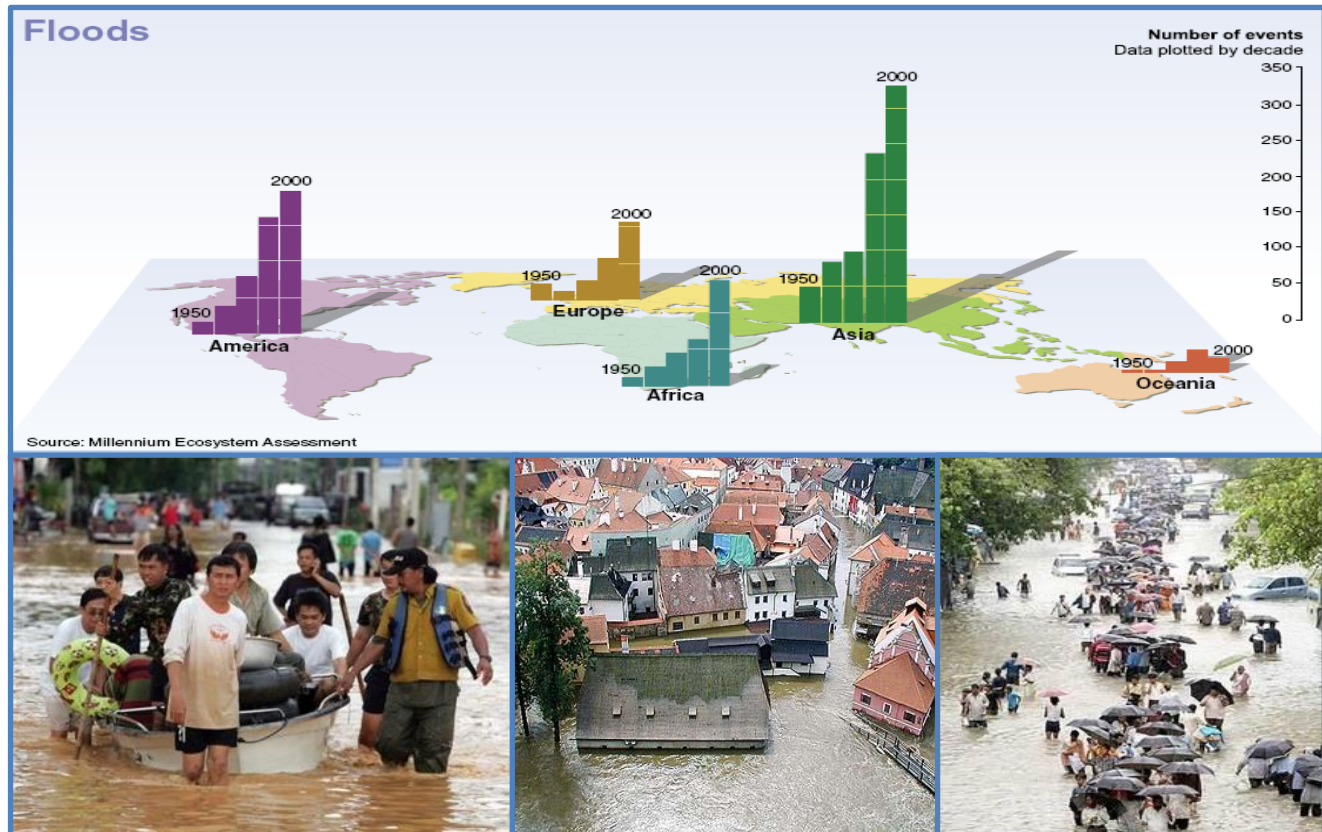 Floods
Number of events
Data plotted by decade
350
300
250
200
150
100
50
0
2000
1950
America
2000
1950
Europe
2000
1950
Africa
2000
1950
Asia
1950
2000
Oceania
Source: Millennium Ecosystem Assessment